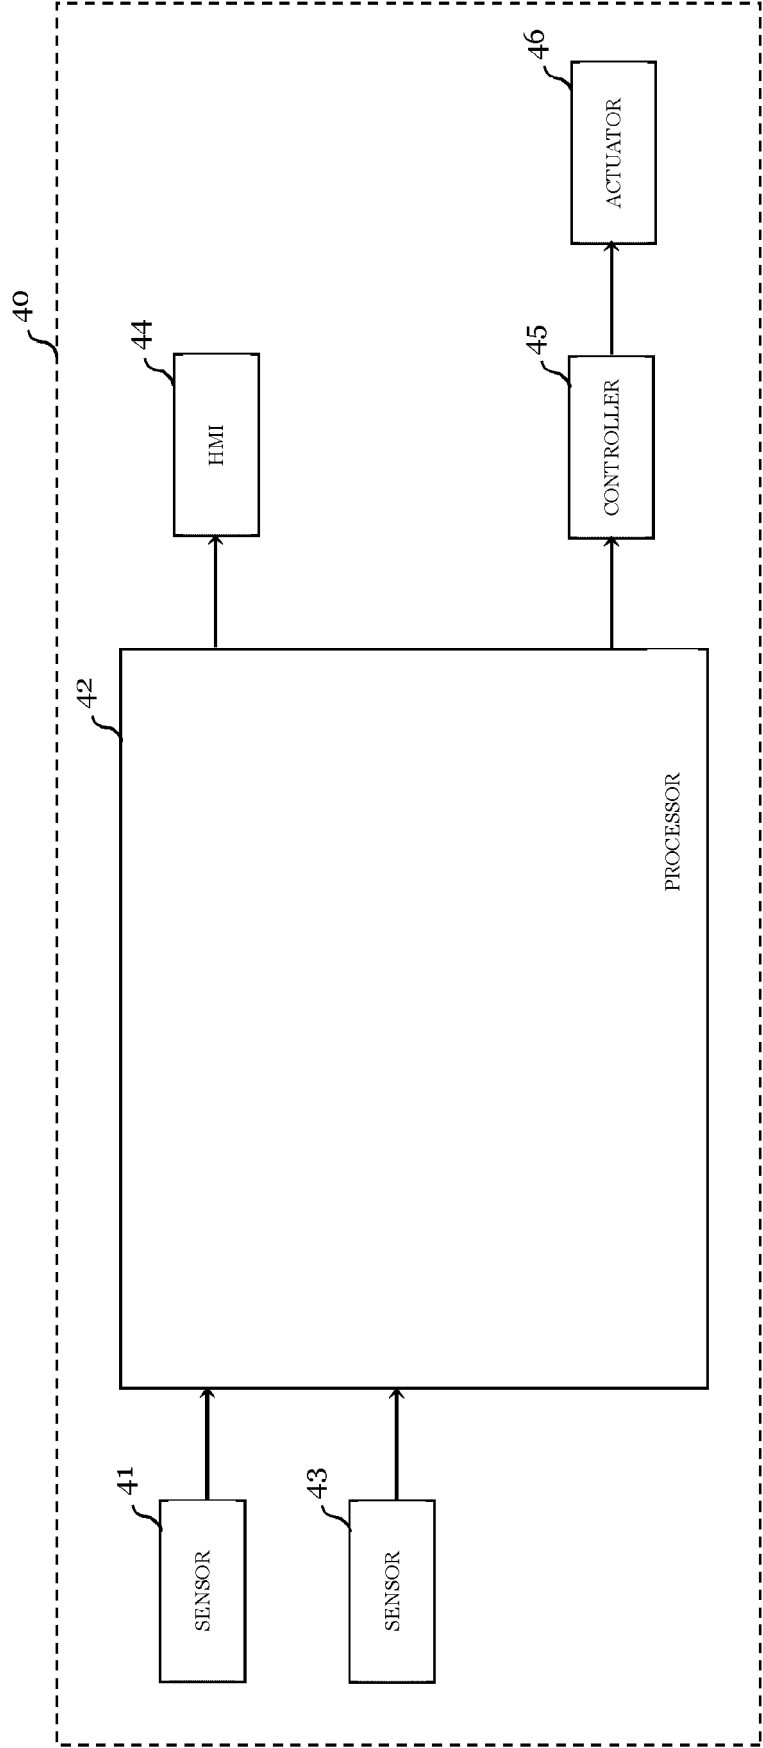 40
41
SENSOR
43
SENSOR
42
PROCESSOR
44
HMI
45
CONTROLLER
46
ACTUATOR